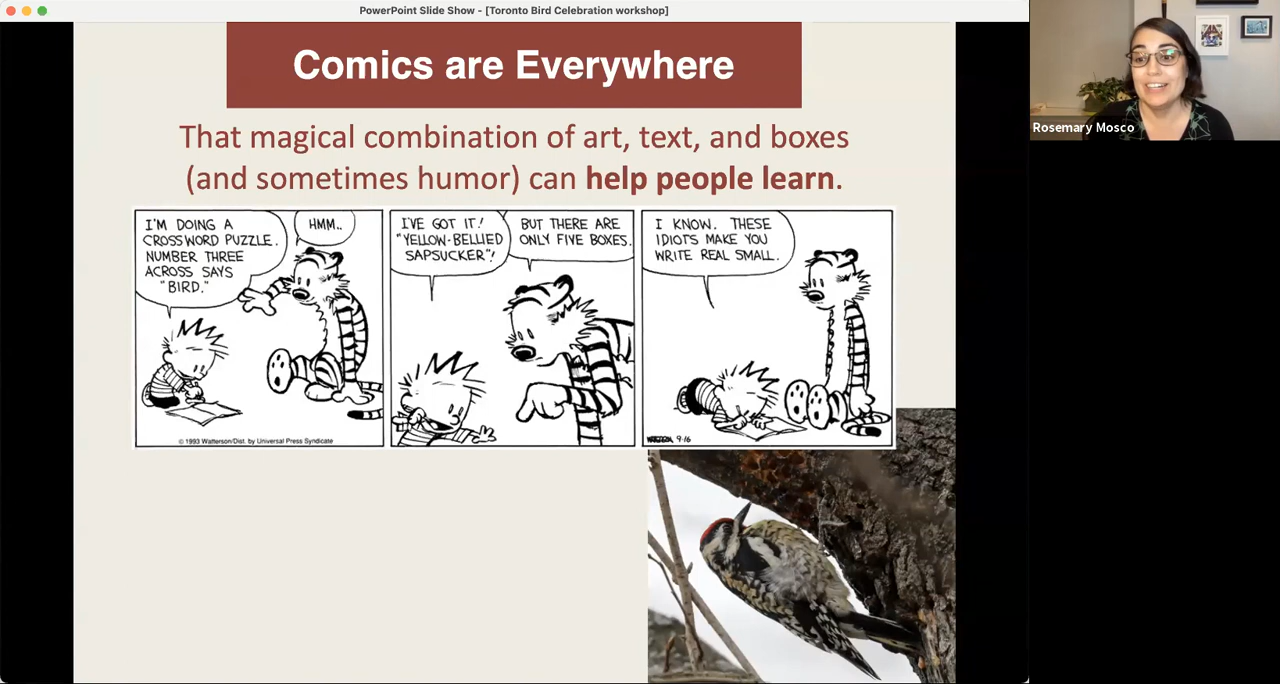 PowerPoint Slide Show - [Toronto Bird Celebration workshop]
Comics are Everywhere
That magical combination of art, text, and boxes
(and sometimes humor) can help people learn.
I'M DOING A
CROSSWORD PUZZLE.
NUMBER THREE
ACROSS SAYS
"BIRD."
HMM..
I'VE GOT IT!
"YELLOW-BELLIED
SAPSUCKER"!
BUT THERE ARE
ONLY FIVE BOXES.
I KNOW. THESE
IDIOTS MAKE YOU
WRITE REAL SMALL.
© 1993 Watterson/Dist. by Universal Press Syndicate
WATTERSON 9-16
Rosemary Mosco